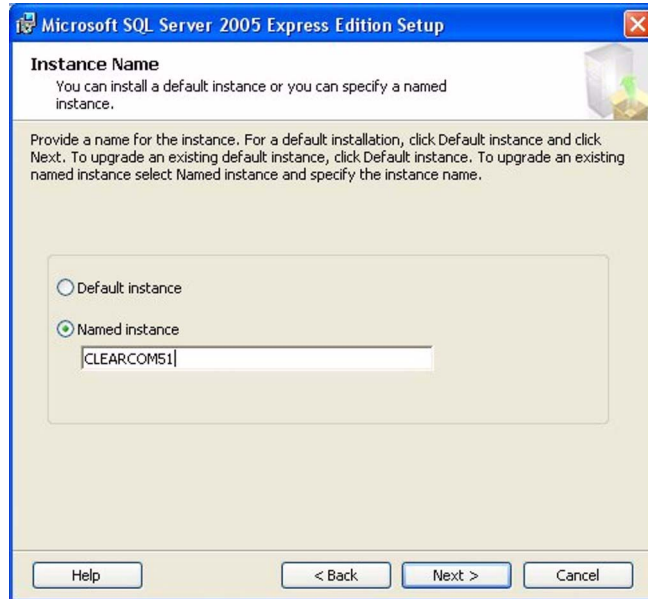 Microsoft SQL Server 2005 Express Edition Setup
Instance Name
You can install a default instance or you can specify a named
instance.
Provide a name for the instance. For a default installation, click Default instance and click
Next. To upgrade an existing default instance, click Default instance. To upgrade an existing
named instance select Named instance and specify the instance name.
Default instance
Named instance
CLEARCOM51
Help
< Back
Next >
Cancel